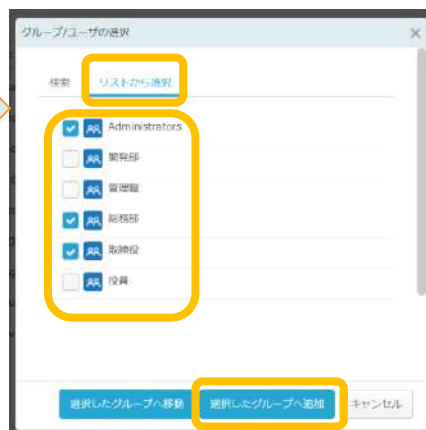 グループ/ユーザの選択
検索 リストから選択
Administrators
開発部
管理職
総務部
取締役
役員
選択したグループへ移動 選択したグループへ追加 キャンセル